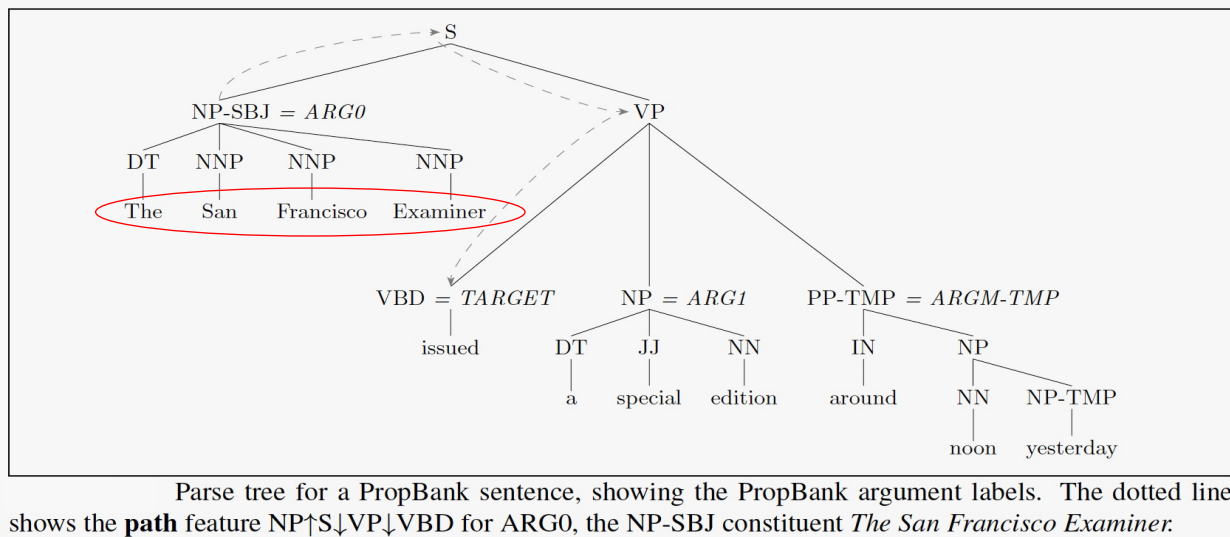 S
NP-SBJ = ARG0 VP
DT NNP NNP NNP
The San Francisco Examiner
VBD = TARGET NP = ARG1 PP-TMP = ARGM-TMP
issued DT JJ NN IN NP
a special edition around NN NP-TMP
noon yesterday
Parse tree for a PropBank sentence, showing the PropBank argument labels. The dotted line
shows the path feature NP↑S↓VP↓VBD for ARG0, the NP-SBJ constituent The San Francisco Examiner.